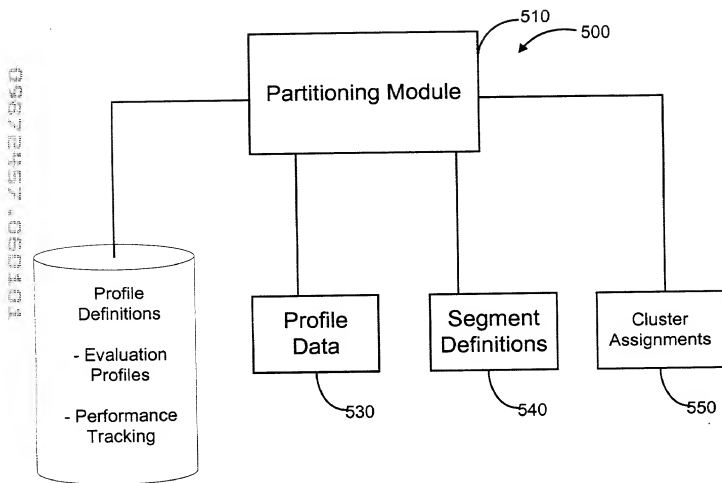 510
500
Partitioning Module
Profile
Definitions
- Evaluation
Profiles
- Performance
Tracking
Profile
Data
Segment
Definitions
Cluster
Assignments
530
540
550